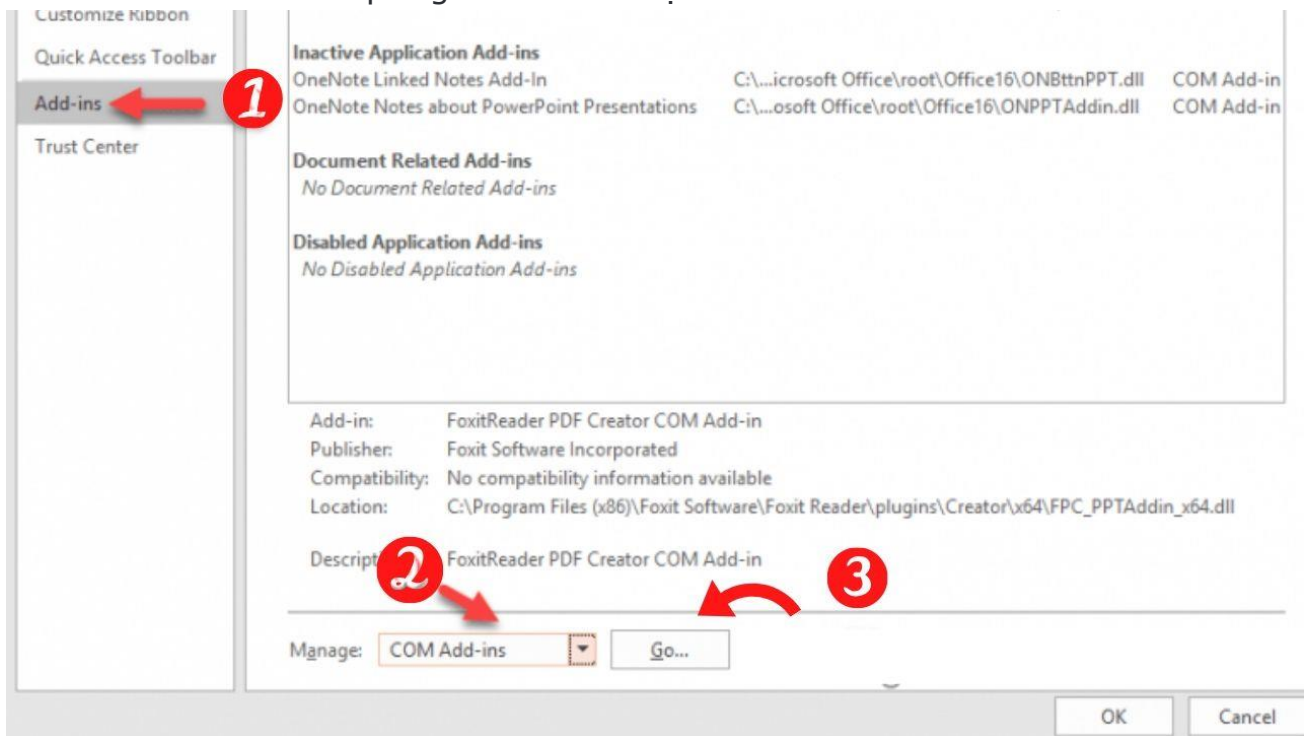 Customize Ribbon
Quick Access Toolbar
Add-ins
Trust Center
1
Inactive Application Add-ins
OneNote Linked Notes Add-In C:\...icrosoft Office\root\Office16\ONBttnPPT.dll COM Add-in
OneNote Notes about PowerPoint Presentations C:\...osoft Office\root\Office16\ONPPTAddin.dll COM Add-in
Document Related Add-ins
No Document Related Add-ins
Disabled Application Add-ins
No Disabled Application Add-ins
Add-in: FoxitReader PDF Creator COM Add-in
Publisher: Foxit Software Incorporated
Compatibility: No compatibility information available
Location: C:\Program Files (x86)\Foxit Software\Foxit Reader\plugins\Creator\x64\FPC_PPTAddin_x64.dll
Descript FoxitReader PDF Creator COM Add-in
2
3
Manage: COM Add-ins Go...
OK Cancel